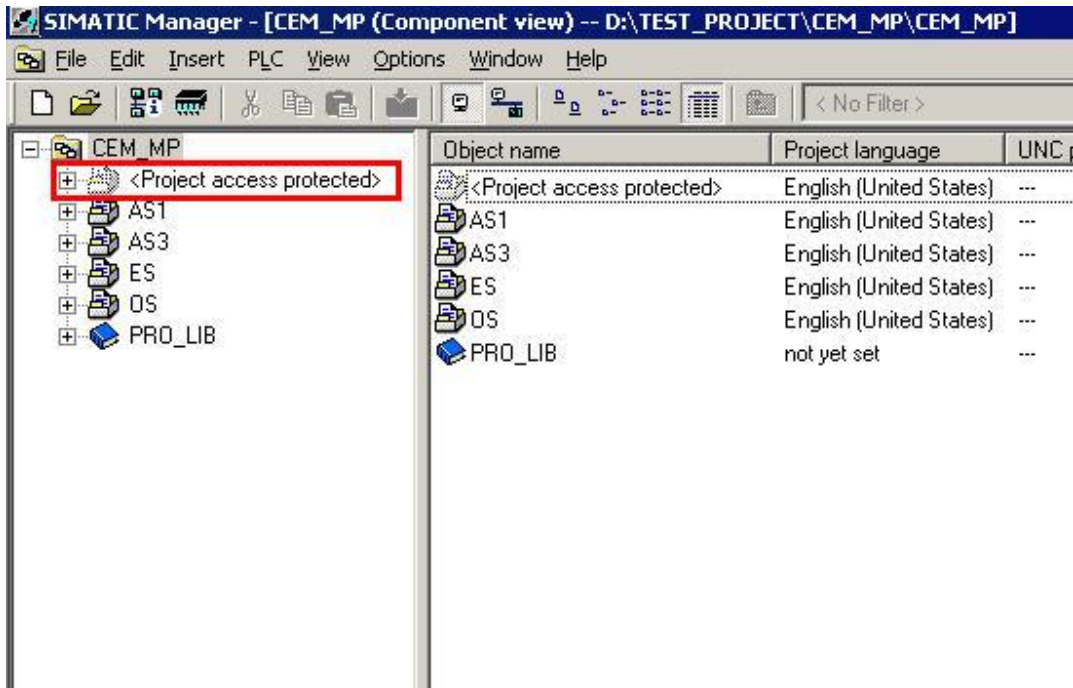 SIMATIC Manager - [CEM_MP (Component view) -- D:\TEST_PROJECT\CEM_MP\CEM_MP]
File Edit Insert PLC View Options Window Help
< No Filter >
CEM_MP
<Project access protected>
AS1
AS3
ES
OS
PRO_LIB
Object name Project language UNC
<Project access protected> English (United States) ---
AS1 English (United States) ---
AS3 English (United States) ---
ES English (United States) ---
OS English (United States) ---
PRO_LIB not yet set ---